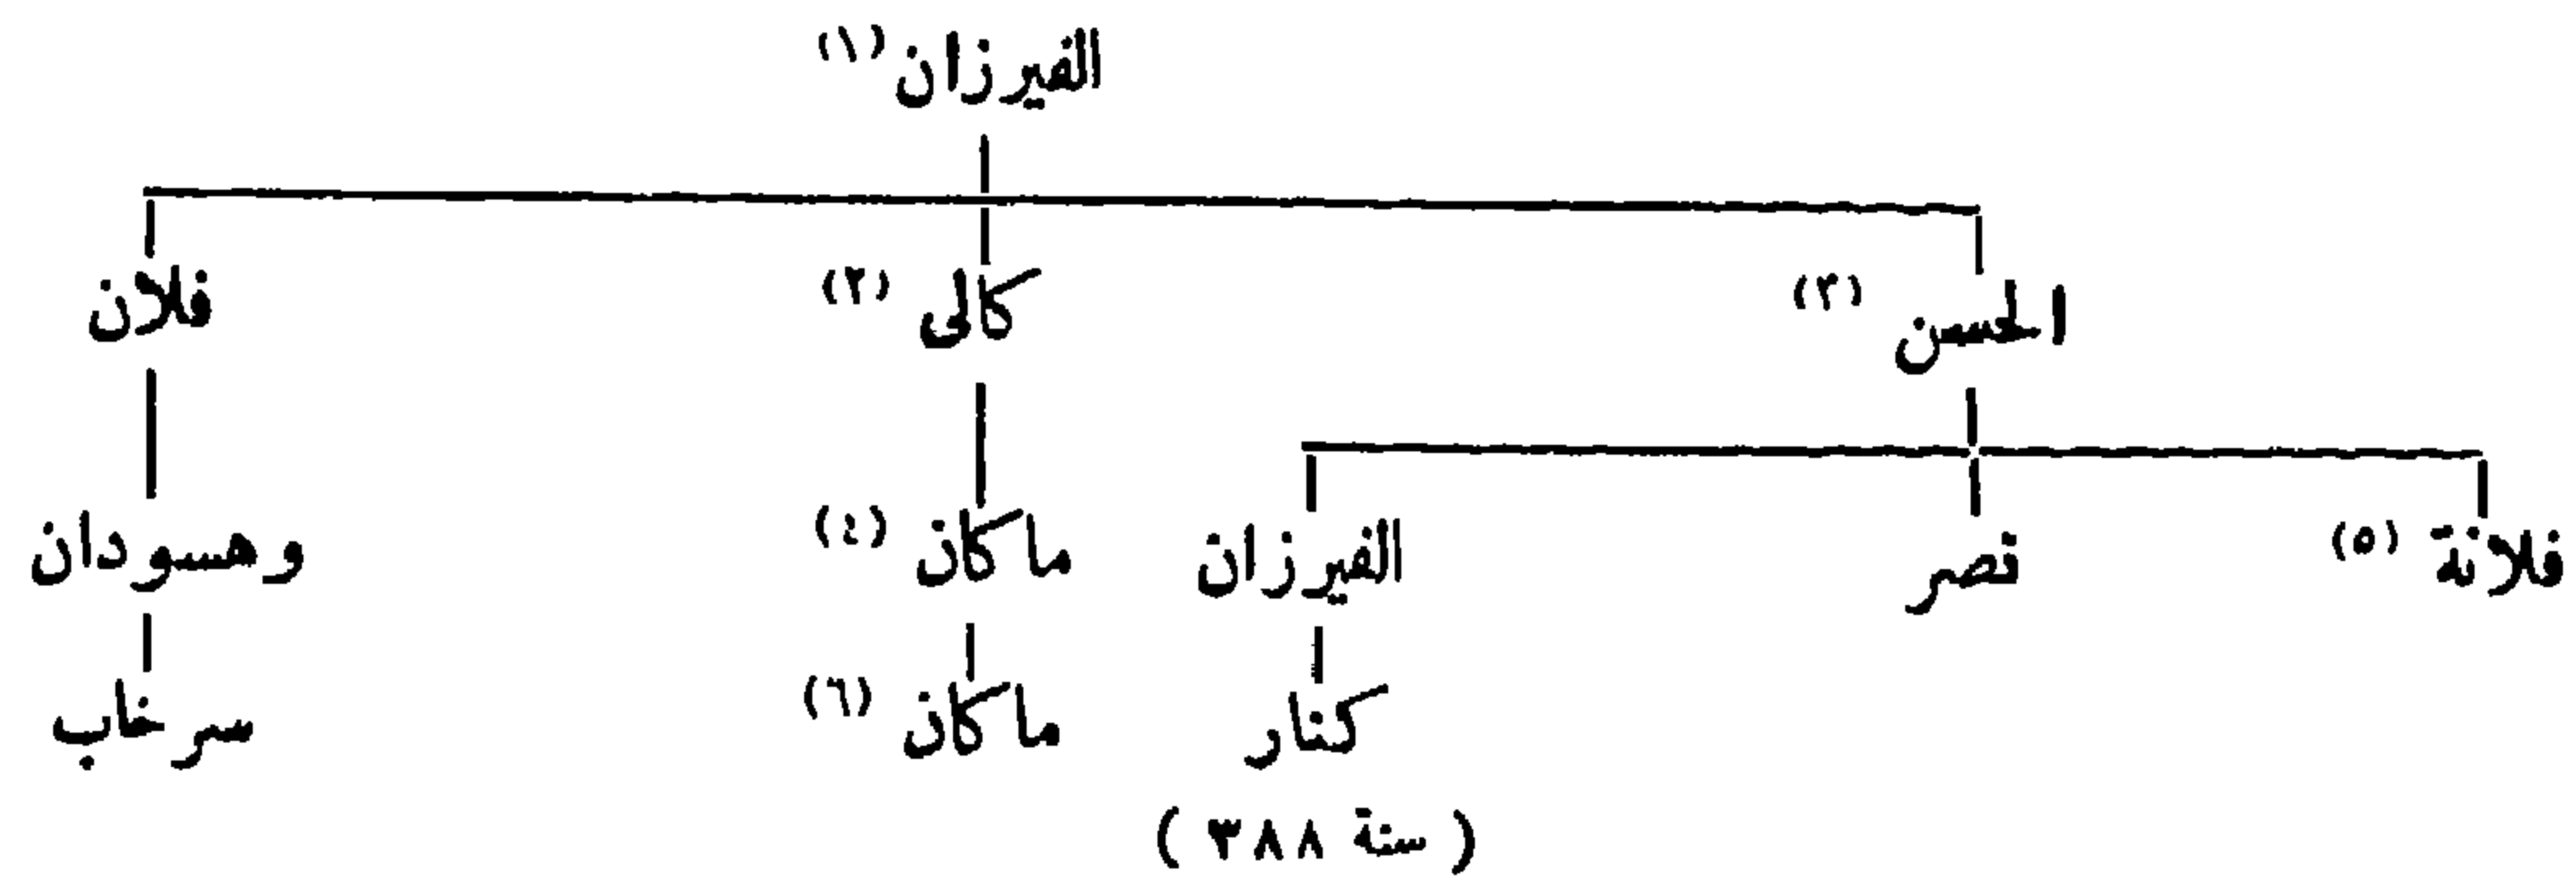 الفيرزان (١)
الحسن (٣) كالى (٢) فلان
فلانة (٥) نصر الفيرزان ماكان (٤) وهسودان
كنار ماكان (٦) سرخاب
( سنة ٣٨٨ )